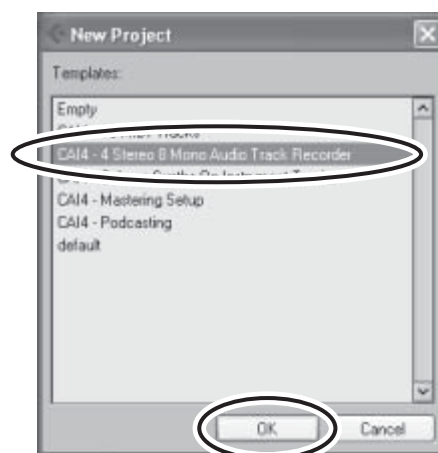 New Project
Templates:
Empty
CAI4 - 4 Stereo 8 Mono Audio Track Recorder
CAI4 - Mastering Setup
CAI4 - Podcasting
default
OK
Cancel